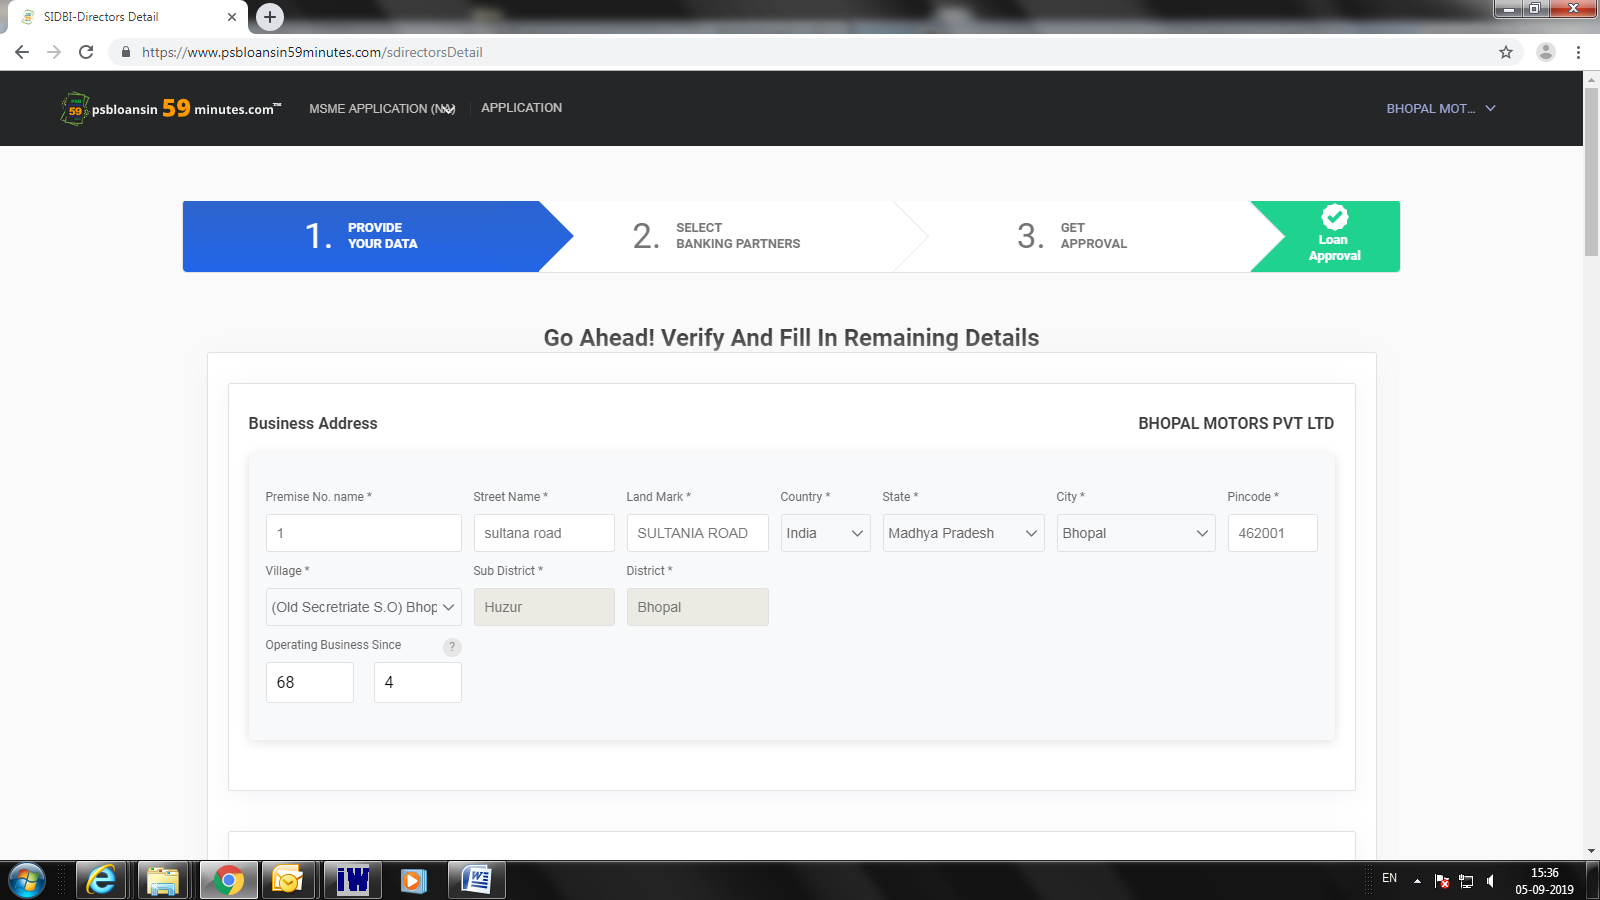 SIDBI-Directors Detail
https://www.psbloansin59minutes.com/sdirectorsDetail
psbloansin 59 minutes.com™
MSME APPLICATION
APPLICATION
BHOPAL MOT...
1. PROVIDE YOUR DATA
2. SELECT BANKING PARTNERS
3. GET APPROVAL
Loan Approval
Go Ahead! Verify And Fill In Remaining Details
Business Address
BHOPAL MOTORS PVT LTD
Premise No. name * Street Name * Land Mark * Country * State * City * Pincode *
1 sultana road SULTANIA ROAD India Madhya Pradesh Bhopal 462001
Village * Sub District * District *
(Old Secretriate S.O) Bhop Huzur Bhopal
Operating Business Since ?
68 4
EN
15:36
05-09-2019